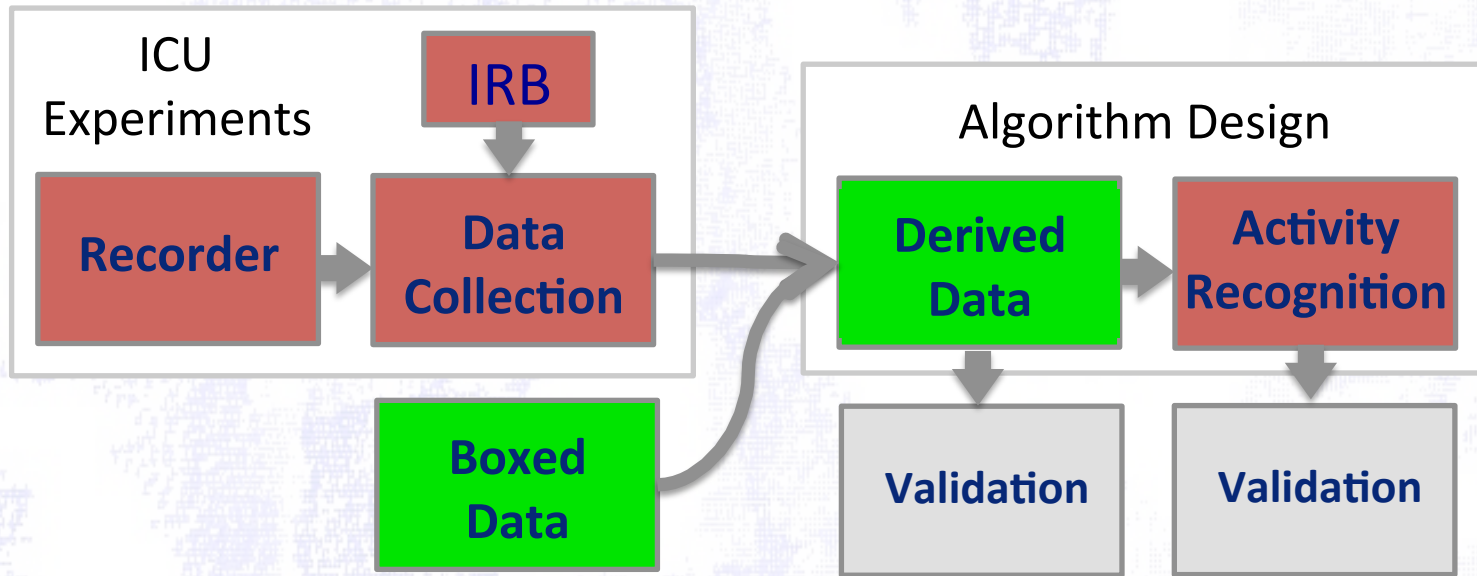 ICU
Experiments
IRB
Recorder
Data
Collection
Boxed
Data
Algorithm Design
Derived
Data
Activity
Recognition
Validation
Validation